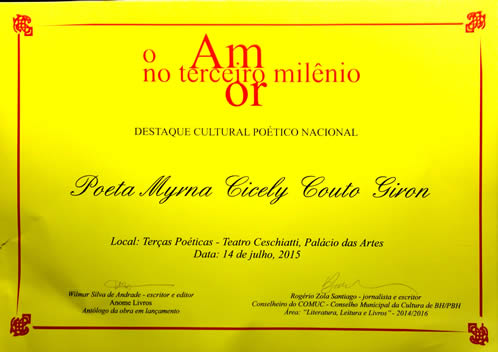 o Amor
no terceiro milênio
DESTAQUE CULTURAL POÉTICO NACIONAL
Poeta Myrna Cicely Couto Giron
Local: Terças Poéticas - Teatro Ceschiatti, Palácio das Artes
Data: 14 de julho, 2015
Wilmar Silva de Andrade - escritor e editor
Anome Livros
Antólogo da obra em lançamento
Rogério Zola Santiago - jornalista e escritor
Conselheiro do COMUC - Conselho Municipal da Cultura de BH/PBH
Área: "Literatura, Leitura e Livros" - 2014/2016